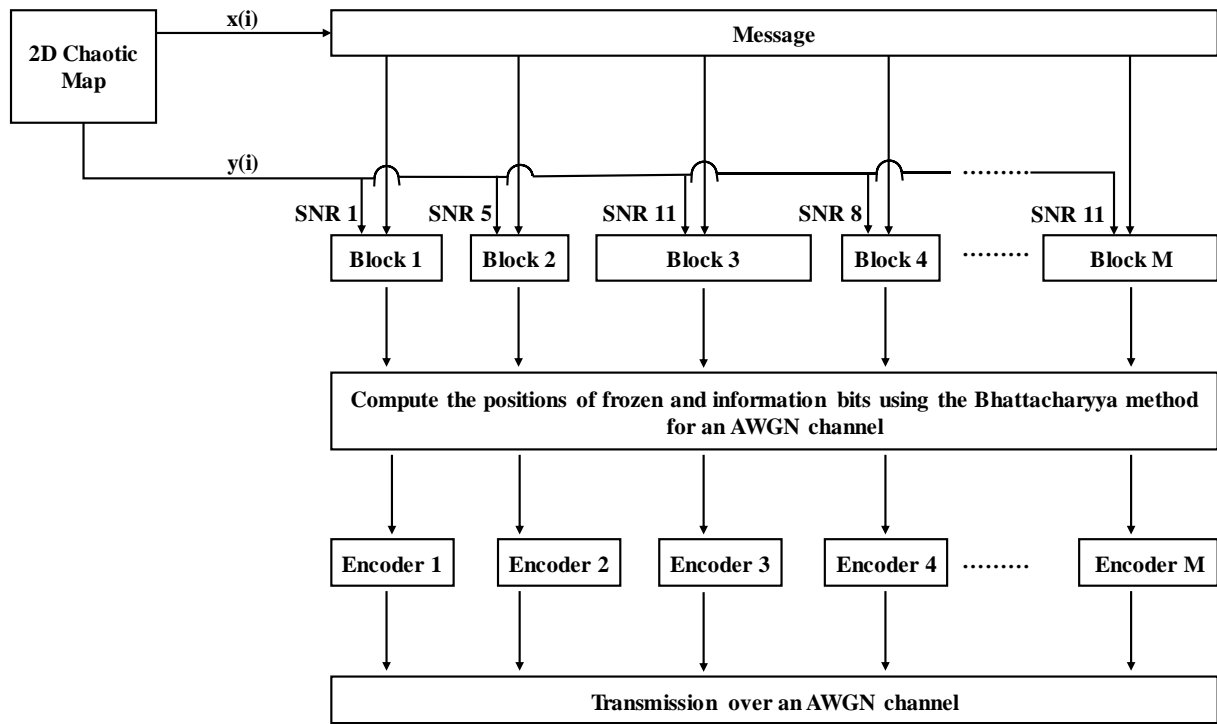 x(i)
Message
2D Chaotic
Map
y(i)
SNR 1
SNR 5
SNR 11
SNR 8
SNR 11
Block 1
Block 2
Block 3
Block 4
.........
Block M
Compute the positions of frozen and information bits using the Bhattacharyya method
for an AWGN channel
Encoder 1
Encoder 2
Encoder 3
Encoder 4
.........
Encoder M
Transmission over an AWGN channel